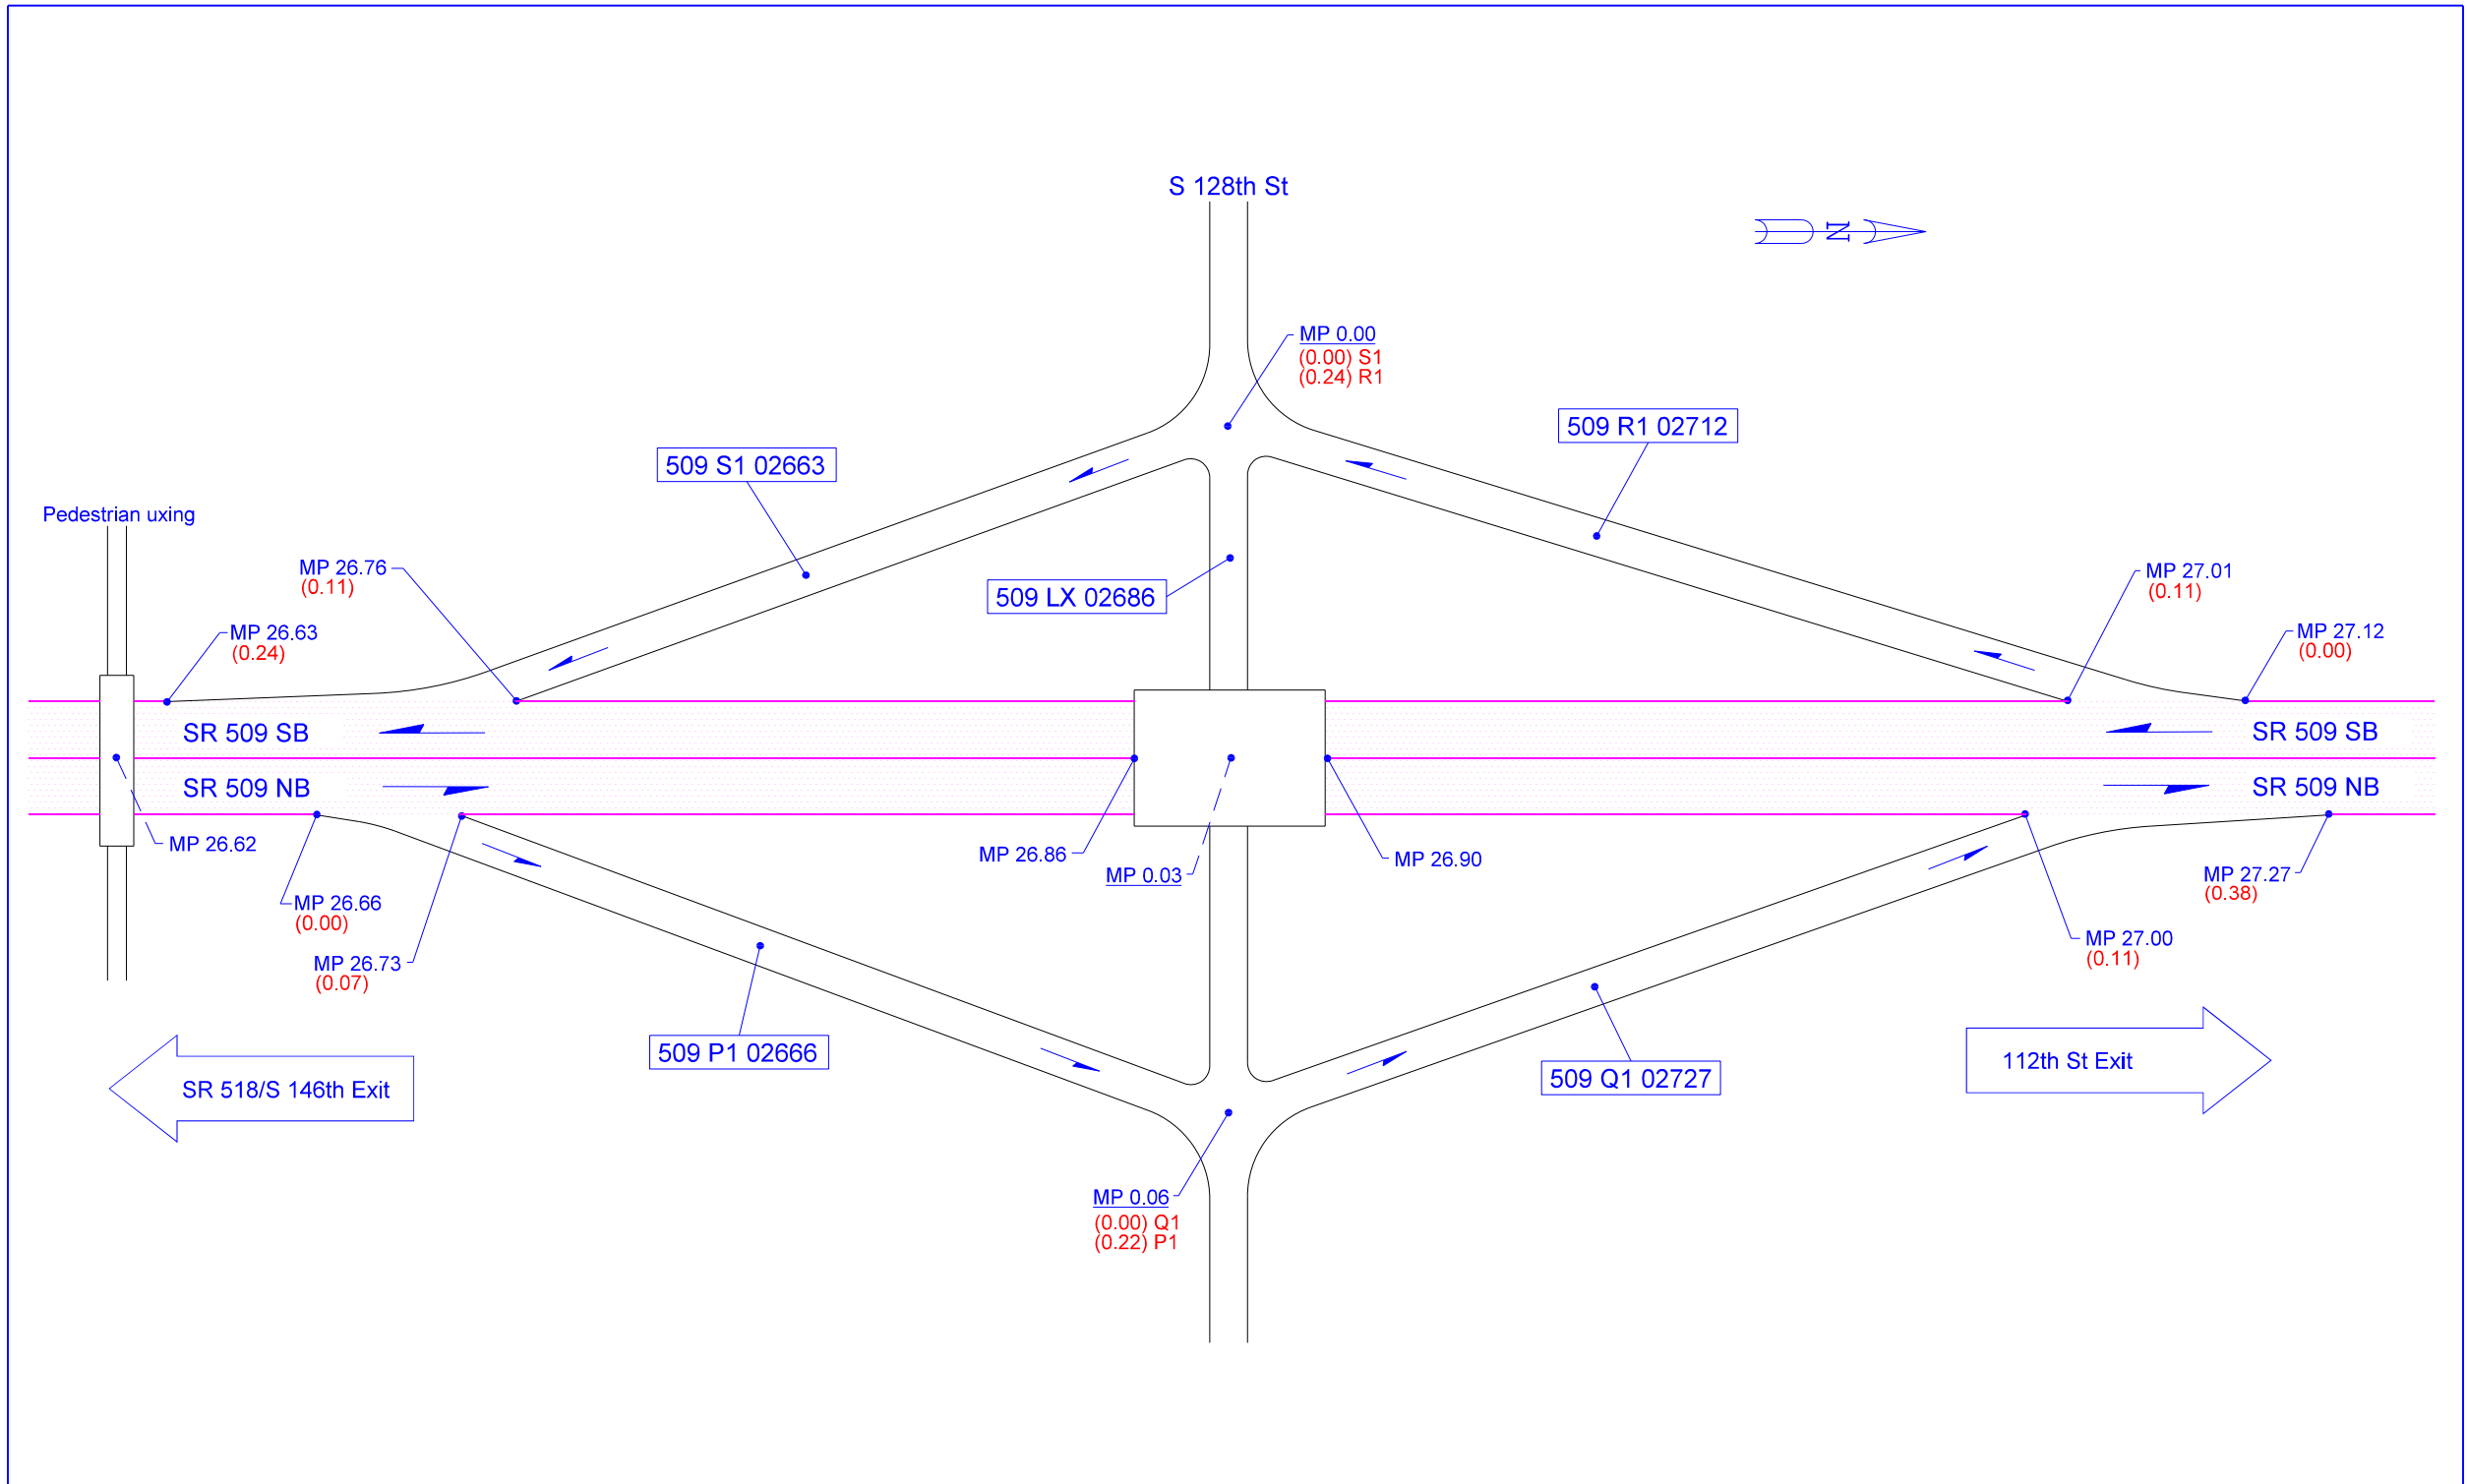 S 128th St
N
MP 0.00
(0.00) S1
(0.24) R1
509 R1 02712
509 S1 02663
Pedestrian uxing
MP 26.76
(0.11)
MP 27.01
(0.11)
509 LX 02686
MP 26.63
(0.24)
MP 27.12
(0.00)
SR 509 SB
SR 509 SB
SR 509 NB
SR 509 NB
MP 26.62
MP 26.86
MP 0.03
MP 26.90
MP 27.27
(0.38)
MP 26.66
(0.00)
MP 27.00
(0.11)
MP 26.73
(0.07)
509 P1 02666
509 Q1 02727
SR 518/S 146th Exit
112th St Exit
MP 0.06
(0.00) Q1
(0.22) P1